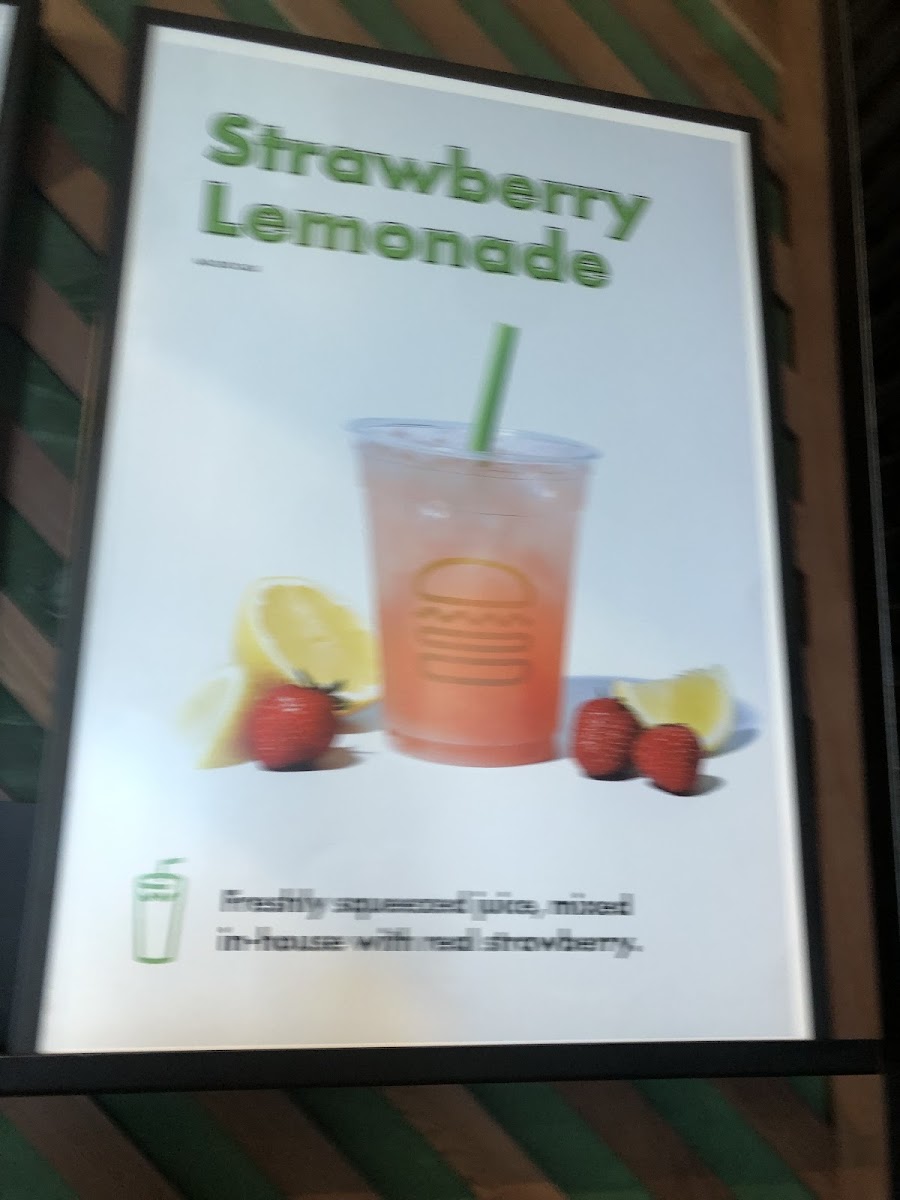 Strawberry
Lemonade
Freshly squeezed juice, mixed
in-house with real strawberry.